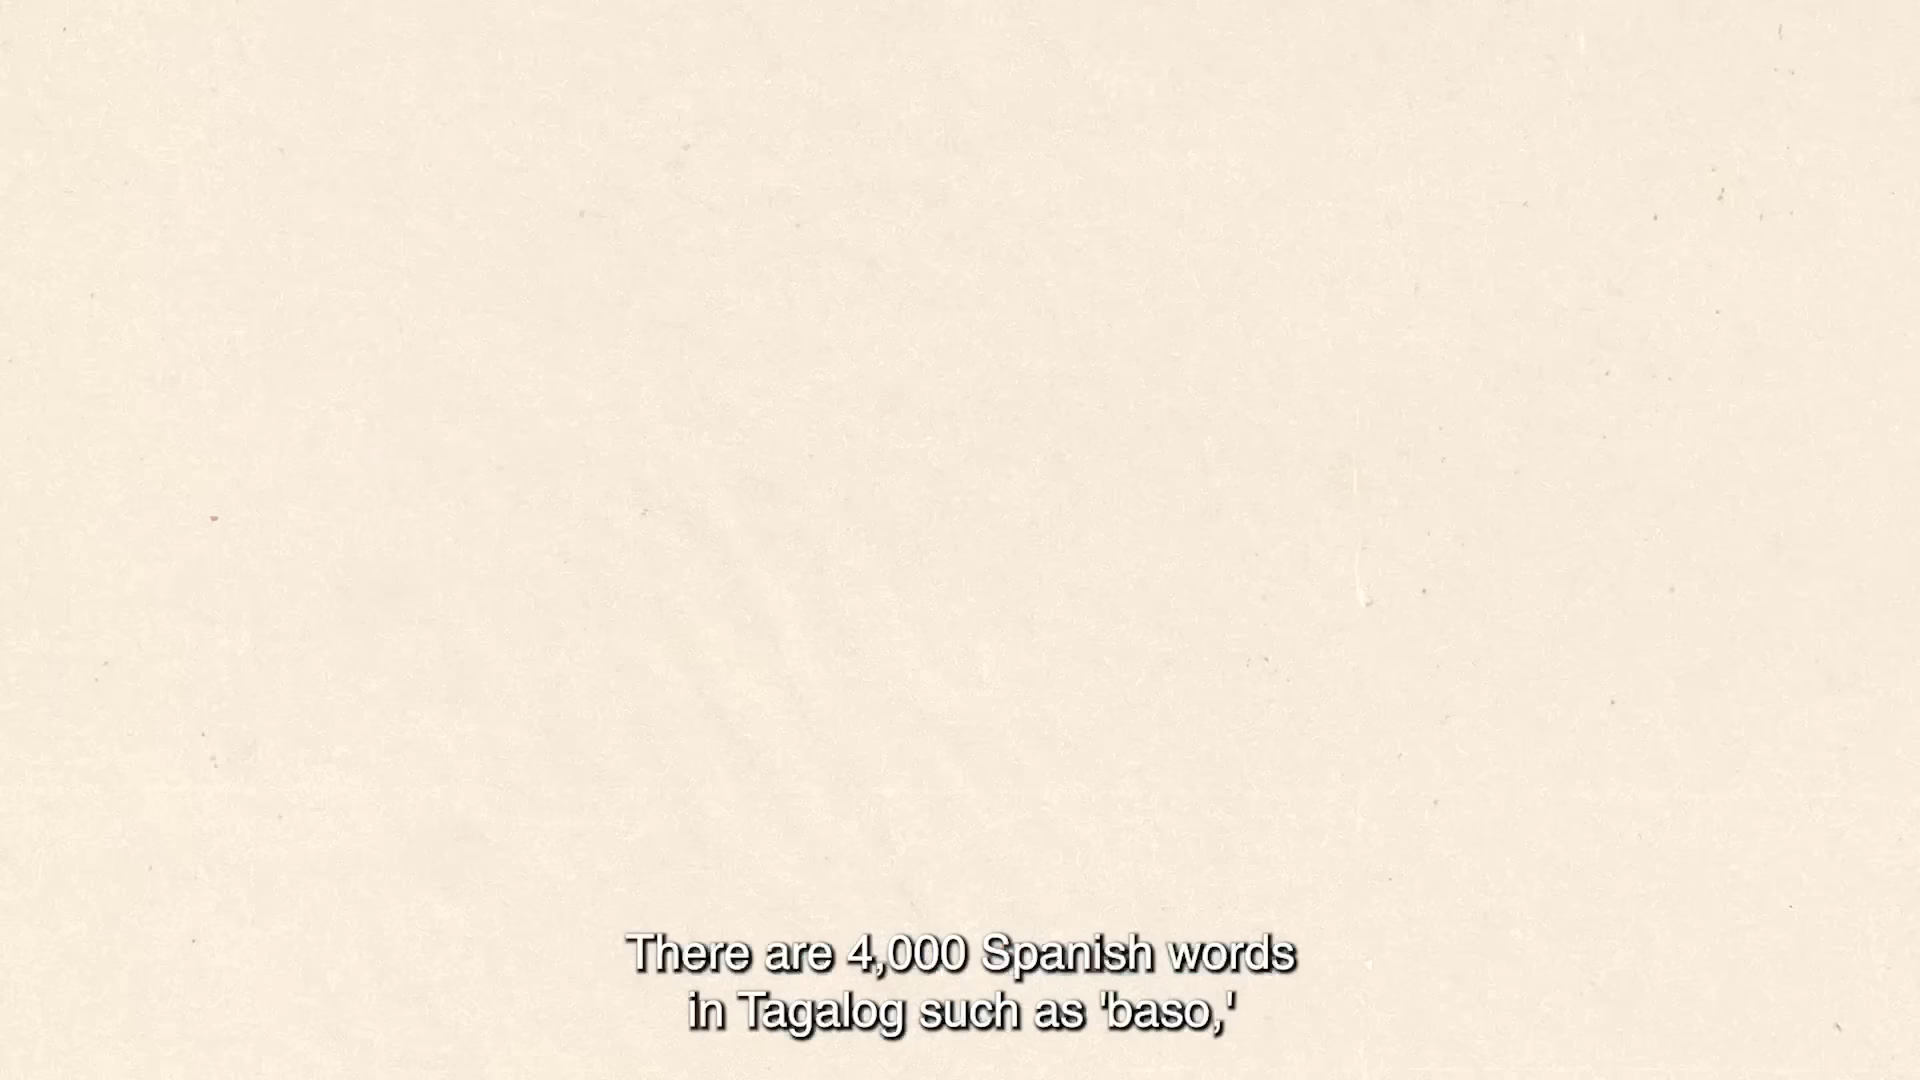 There are 4,000 Spanish words
in Tagalog such as 'baso,'